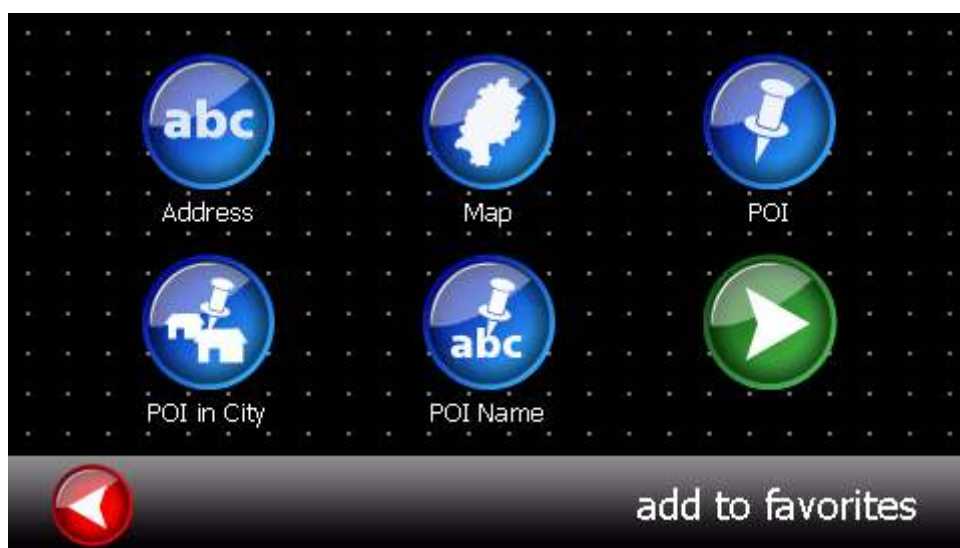 abc
Address
Map
POI
abc
POI in City
POI Name
add to favorites